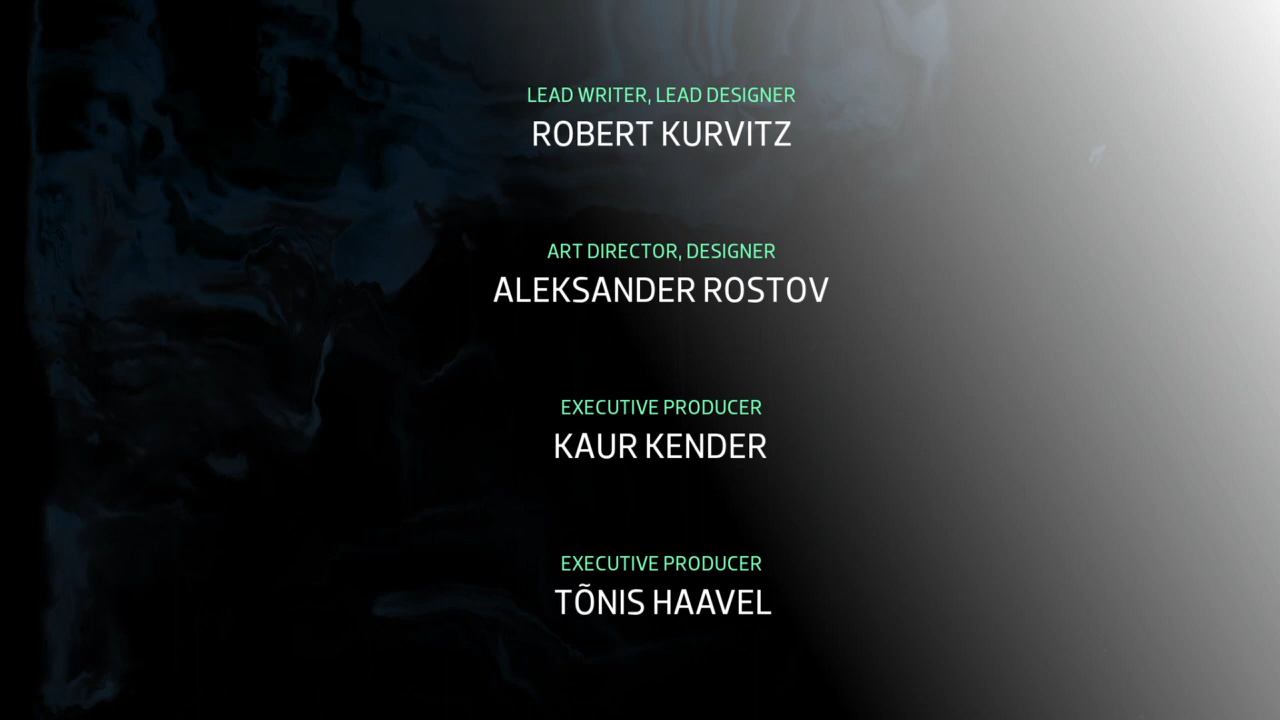 LEAD WRITER, LEAD DESIGNER
ROBERT KURVITZ
ART DIRECTOR, DESIGNER
ALEKSANDER ROSTOV
EXECUTIVE PRODUCER
KAUR KENDER
EXECUTIVE PRODUCER
TÕNIS HAAVEL